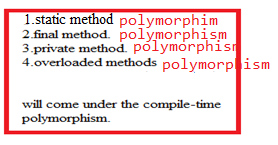 1.static method polymorphim
2.final method. polymorphism
3.private method. polymorphism
4.overloaded methods polymorphism
will come under the compile-time
polymorphism.